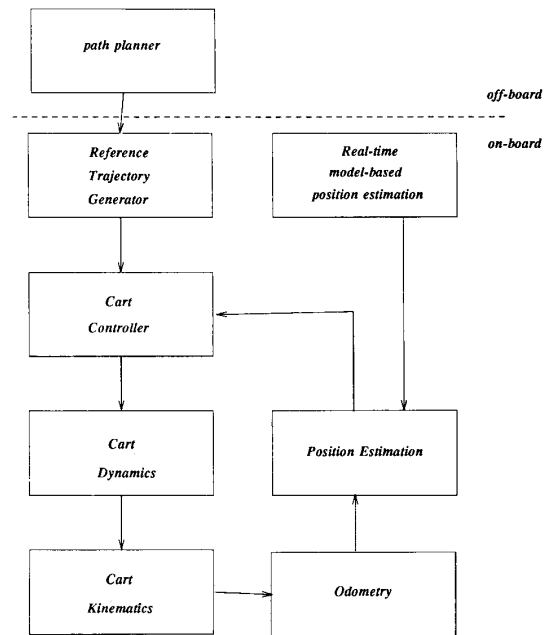 path planner
off-board
on-board
Reference
Trajectory
Generator
Real-time
model-based
position estimation
Cart
Controller
Cart
Dynamics
Position Estimation
Cart
Kinematics
Odometry